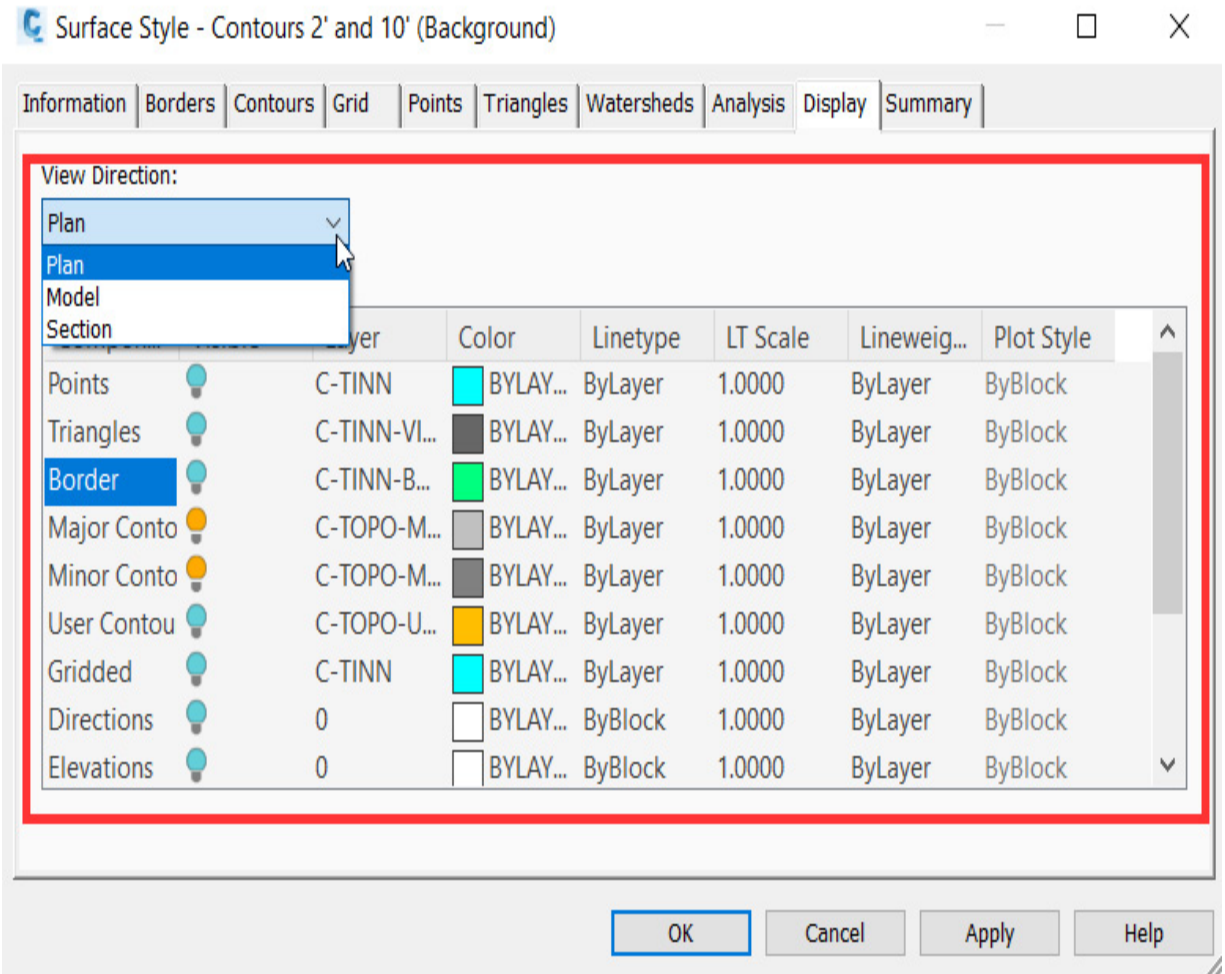 Surface Style - Contours 2' and 10' (Background)
Information Borders Contours Grid Points Triangles Watersheds Analysis Display Summary
View Direction:
Plan
Plan
Model
Section
Color Linetype LT Scale Lineweig... Plot Style
Points C-TINN BYLAY... ByLayer 1.0000 ByLayer ByBlock
Triangles C-TINN-VI... BYLAY... ByLayer 1.0000 ByLayer ByBlock
Border C-TINN-B... BYLAY... ByLayer 1.0000 ByLayer ByBlock
Major Conto C-TOPO-M... BYLAY... ByLayer 1.0000 ByLayer ByBlock
Minor Conto C-TOPO-M... BYLAY... ByLayer 1.0000 ByLayer ByBlock
User Contou C-TOPO-U... BYLAY... ByLayer 1.0000 ByLayer ByBlock
Gridded C-TINN BYLAY... ByLayer 1.0000 ByLayer ByBlock
Directions 0 BYLAY... ByBlock 1.0000 ByLayer ByBlock
Elevations 0 BYLAY... ByBlock 1.0000 ByLayer ByBlock
OK Cancel Apply Help